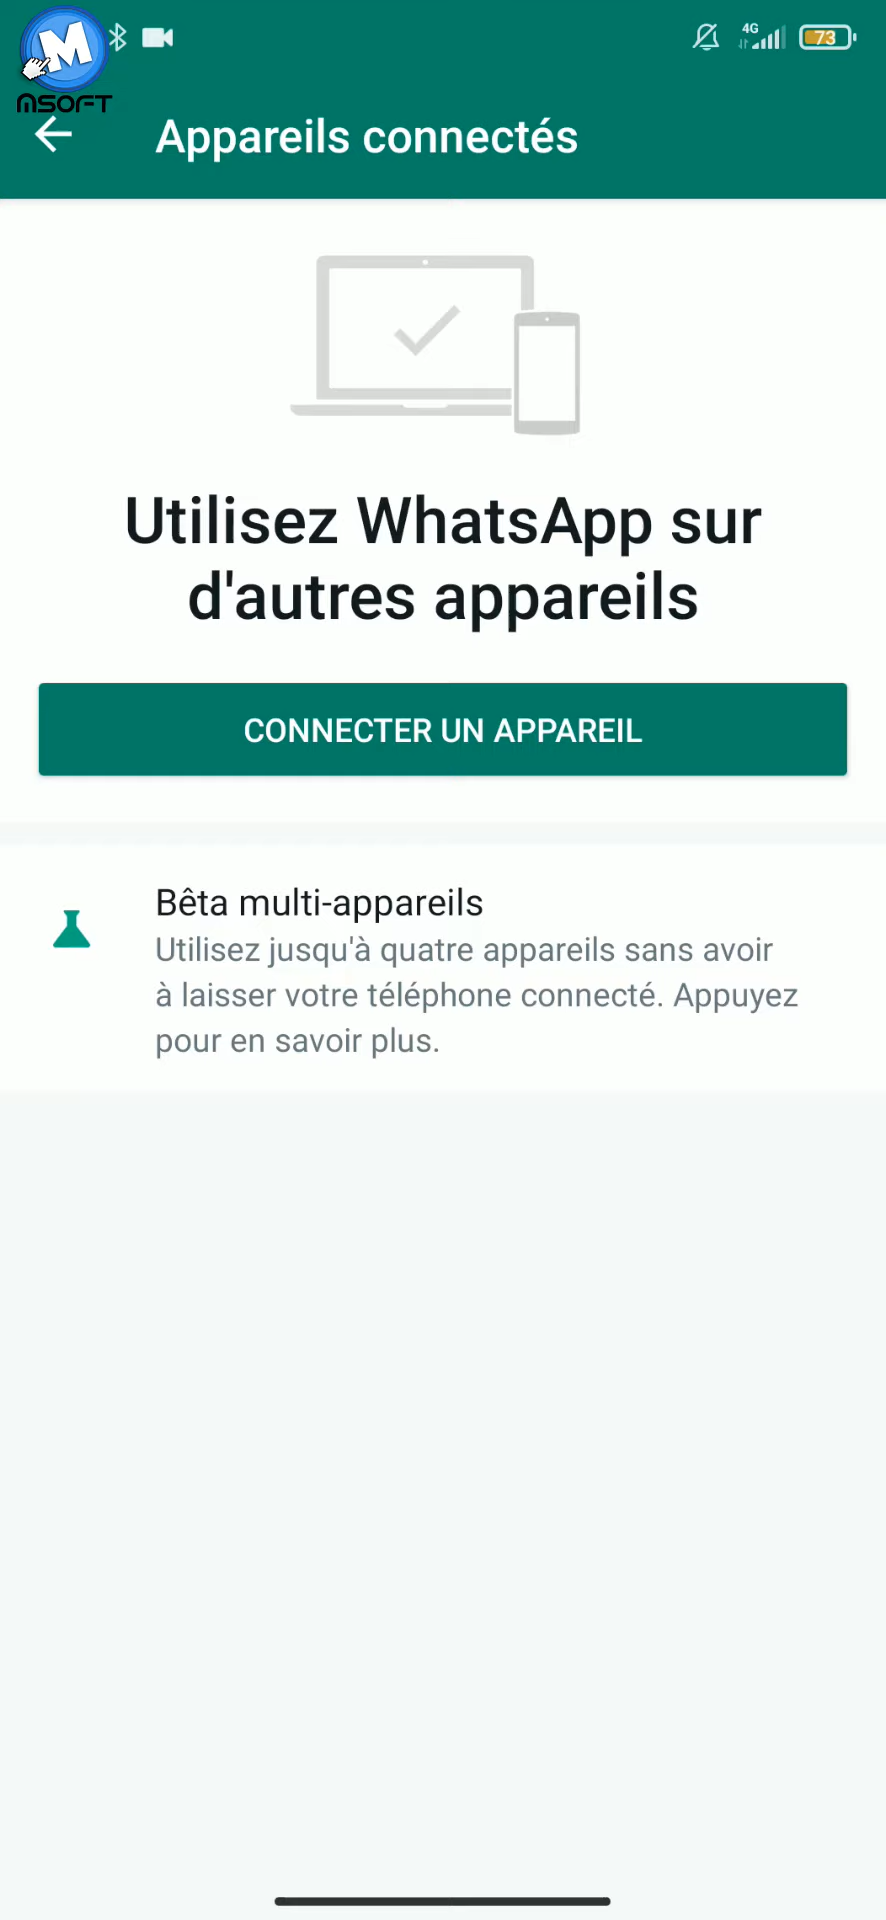 4G
73
M
MSOFT
Appareils connectés
Utilisez WhatsApp sur
d'autres appareils
CONNECTER UN APPAREIL
Bêta multi-appareils
Utilisez jusqu'à quatre appareils sans avoir
à laisser votre téléphone connecté. Appuyez
pour en savoir plus.